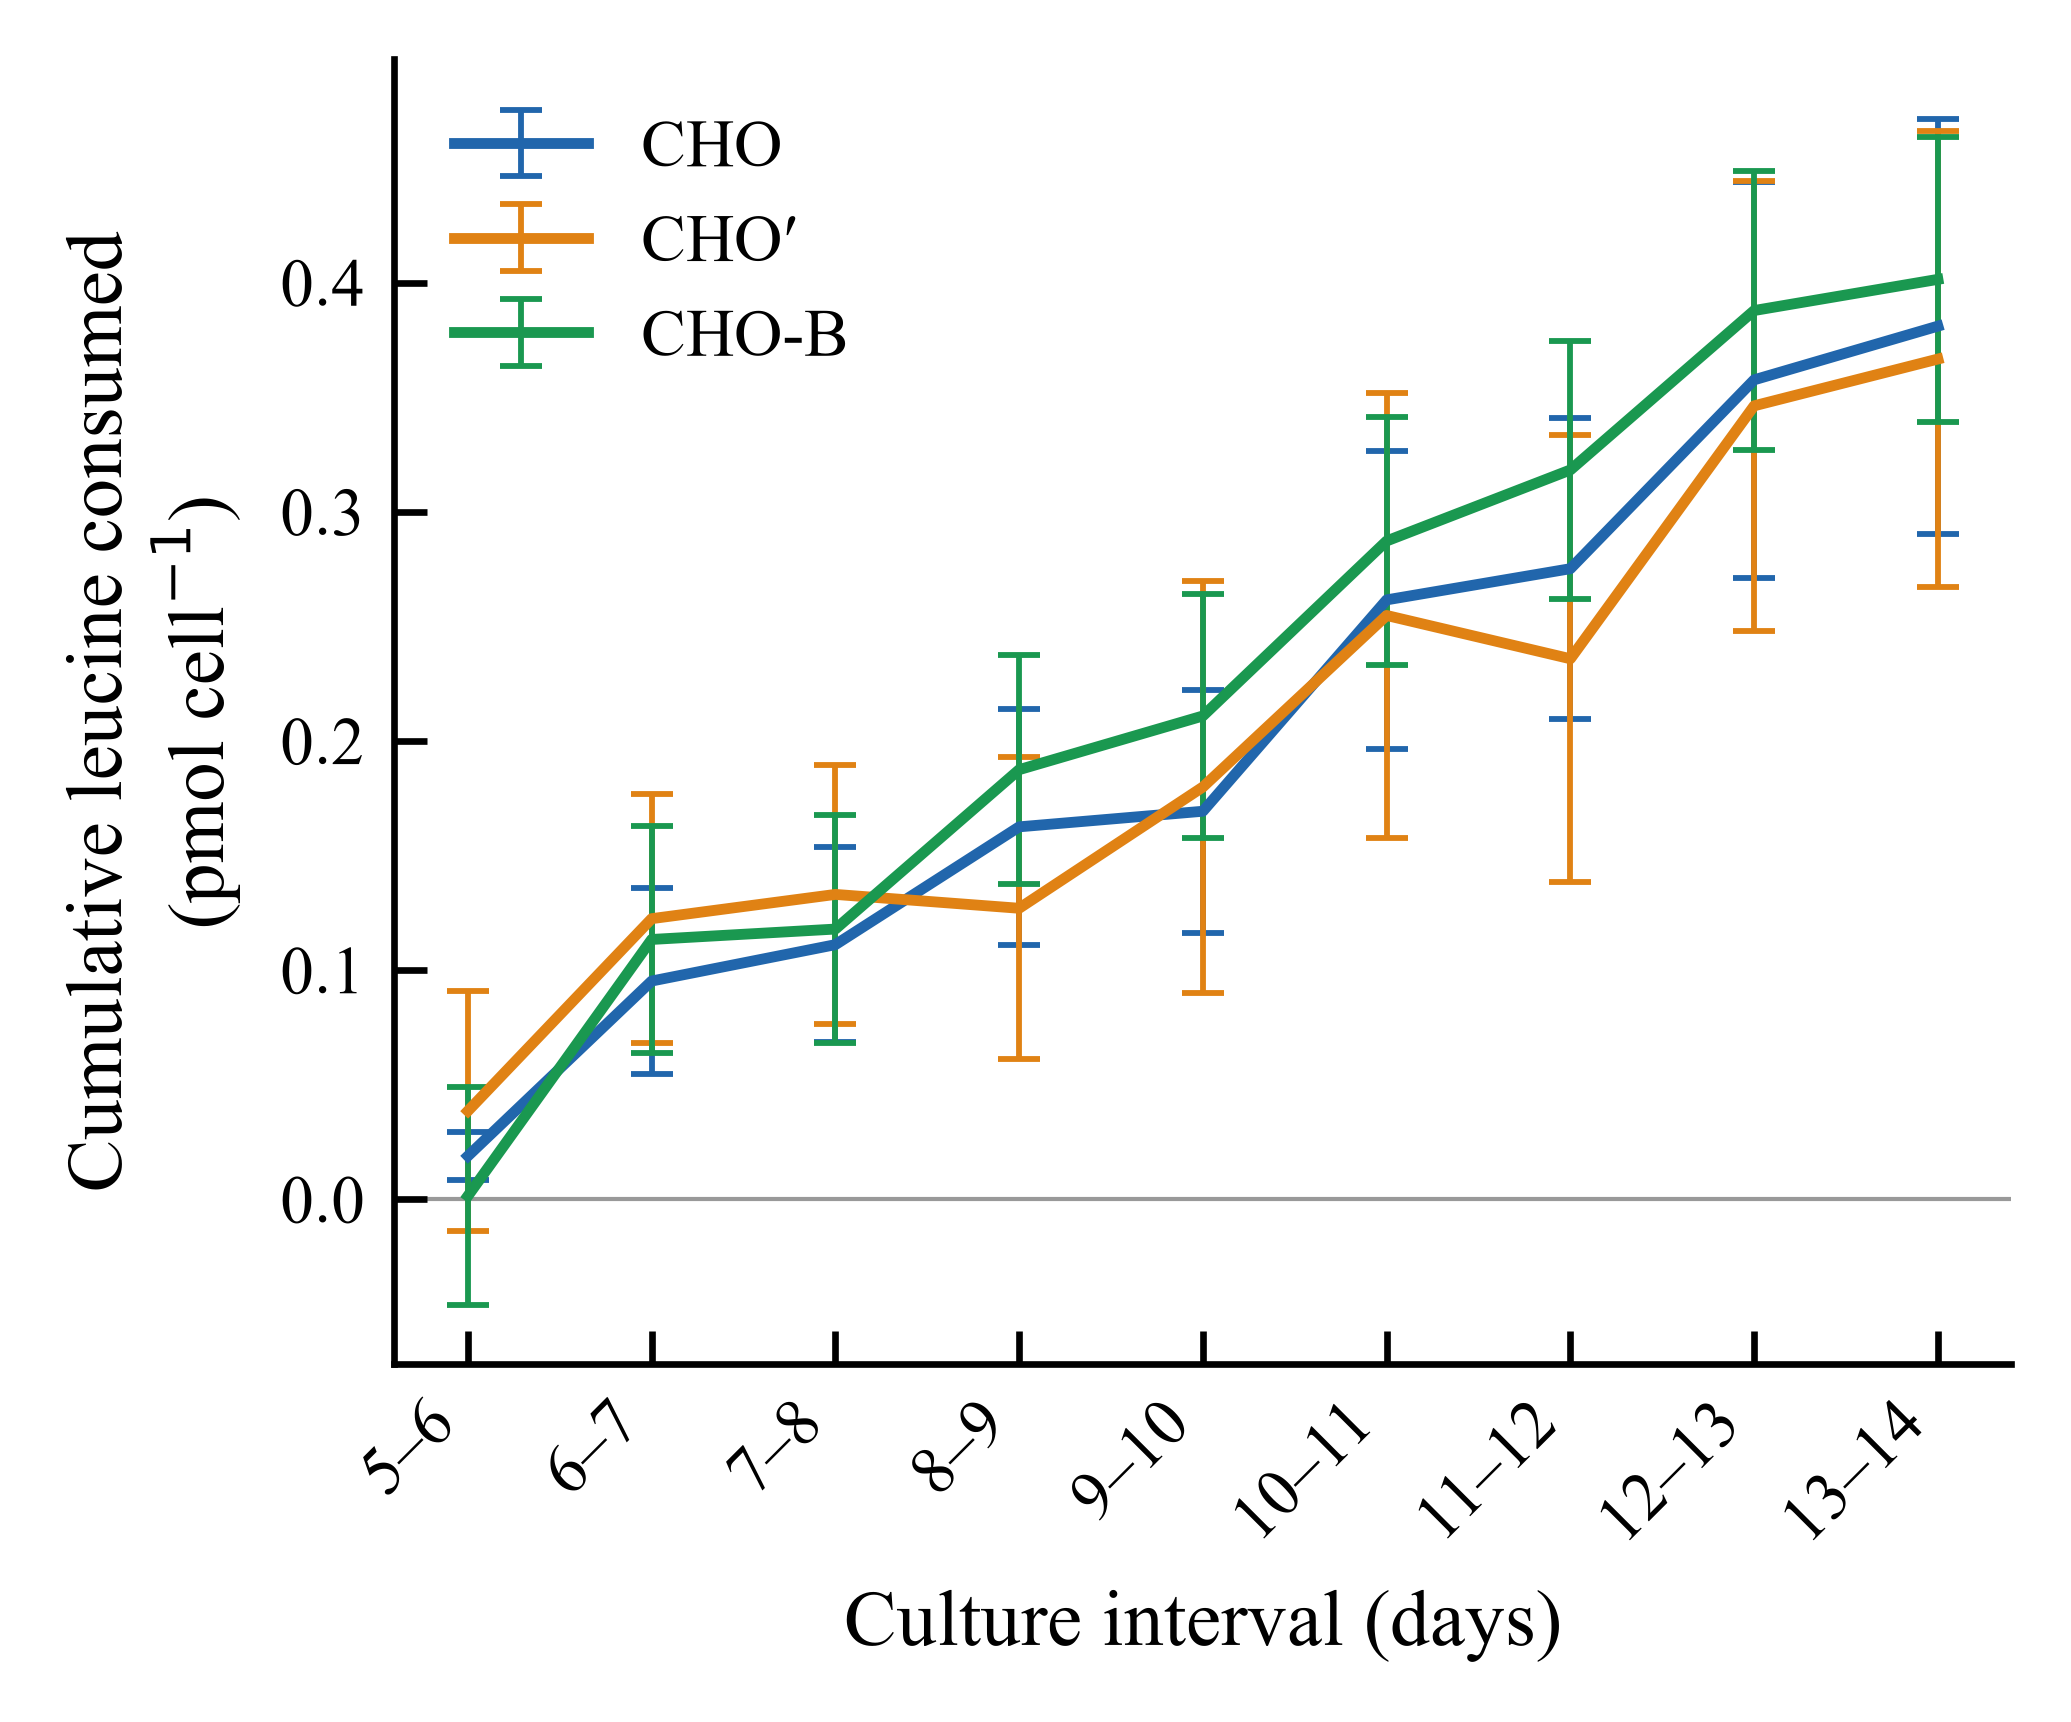 CHO
CHO′
CHO-B
Cumulative leucine consumed
(pmol cell⁻¹)
0.4
0.3
0.2
0.1
0.0
5–6
6–7
7–8
8–9
9–10
10–11
11–12
12–13
13–14
Culture interval (days)